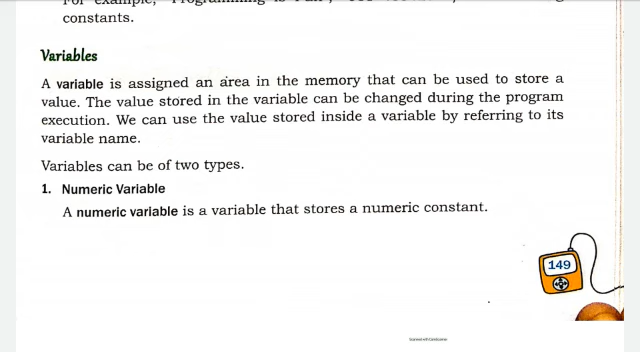 constants.
Variables
A variable is assigned an area in the memory that can be used to store a
value. The value stored in the variable can be changed during the program
execution. We can use the value stored inside a variable by referring to its
variable name.
Variables can be of two types.
1. Numeric Variable
A numeric variable is a variable that stores a numeric constant.
149
Scanned with CamScanner